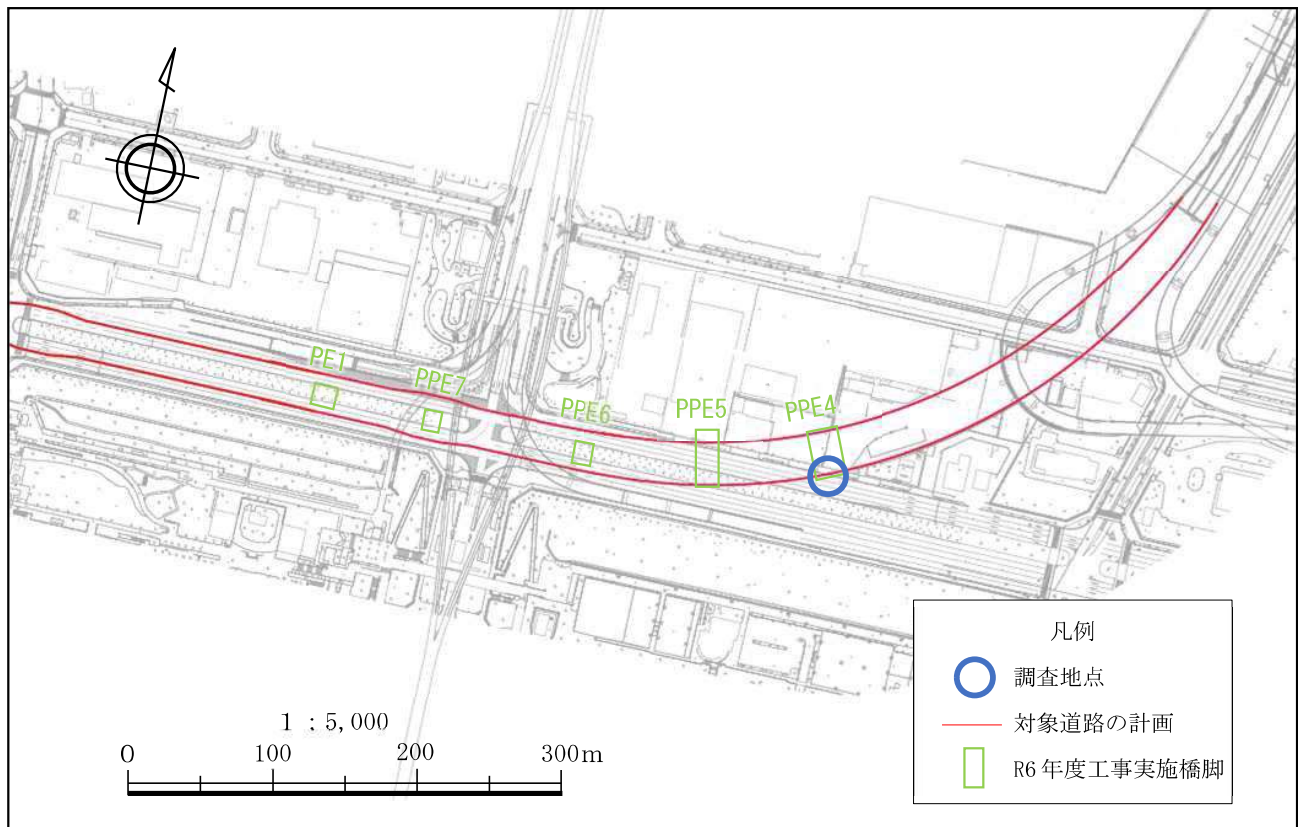 PE1
PPE7
PPE6
PPE5
PPE4
凡例
調査地点
対象道路の計画
R6年度工事実施橋脚
1 : 5,000
0 100 200 300m